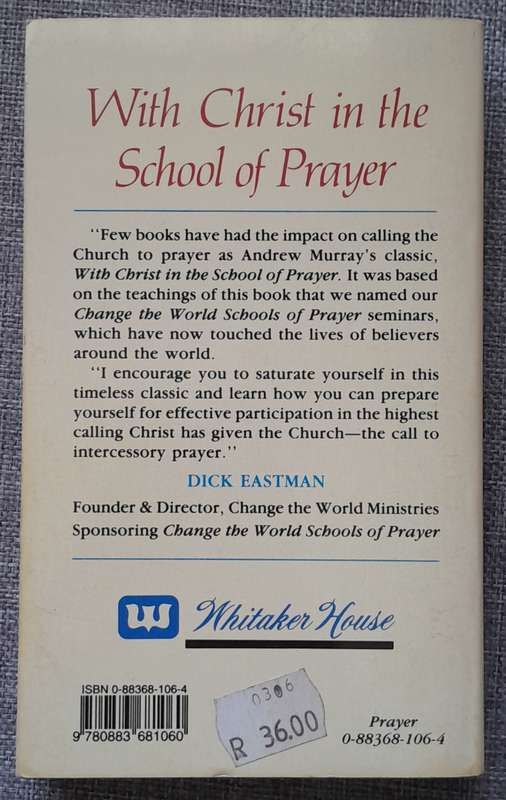 With Christ in the
School of Prayer
"Few books have had the impact on calling the
Church to prayer as Andrew Murray's classic,
With Christ in the School of Prayer. It was based
on the teachings of this book that we named our
Change the World Schools of Prayer seminars,
which have now touched the lives of believers
around the world.
"I encourage you to saturate yourself in this
timeless classic and learn how you can prepare
yourself for effective participation in the highest
calling Christ has given the Church—the call to
intercessory prayer."
DICK EASTMAN
Founder & Director, Change the World Ministries
Sponsoring Change the World Schools of Prayer
W Whitaker House
ISBN 0-88368-106-4
9 780883 681060
0306
R 36.00
Prayer
0-88368-106-4